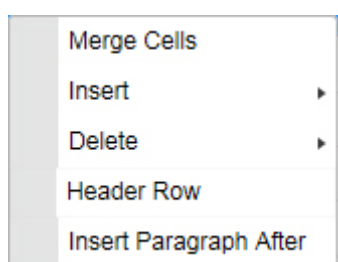 Merge Cells
Insert
Delete
Header Row
Insert Paragraph After